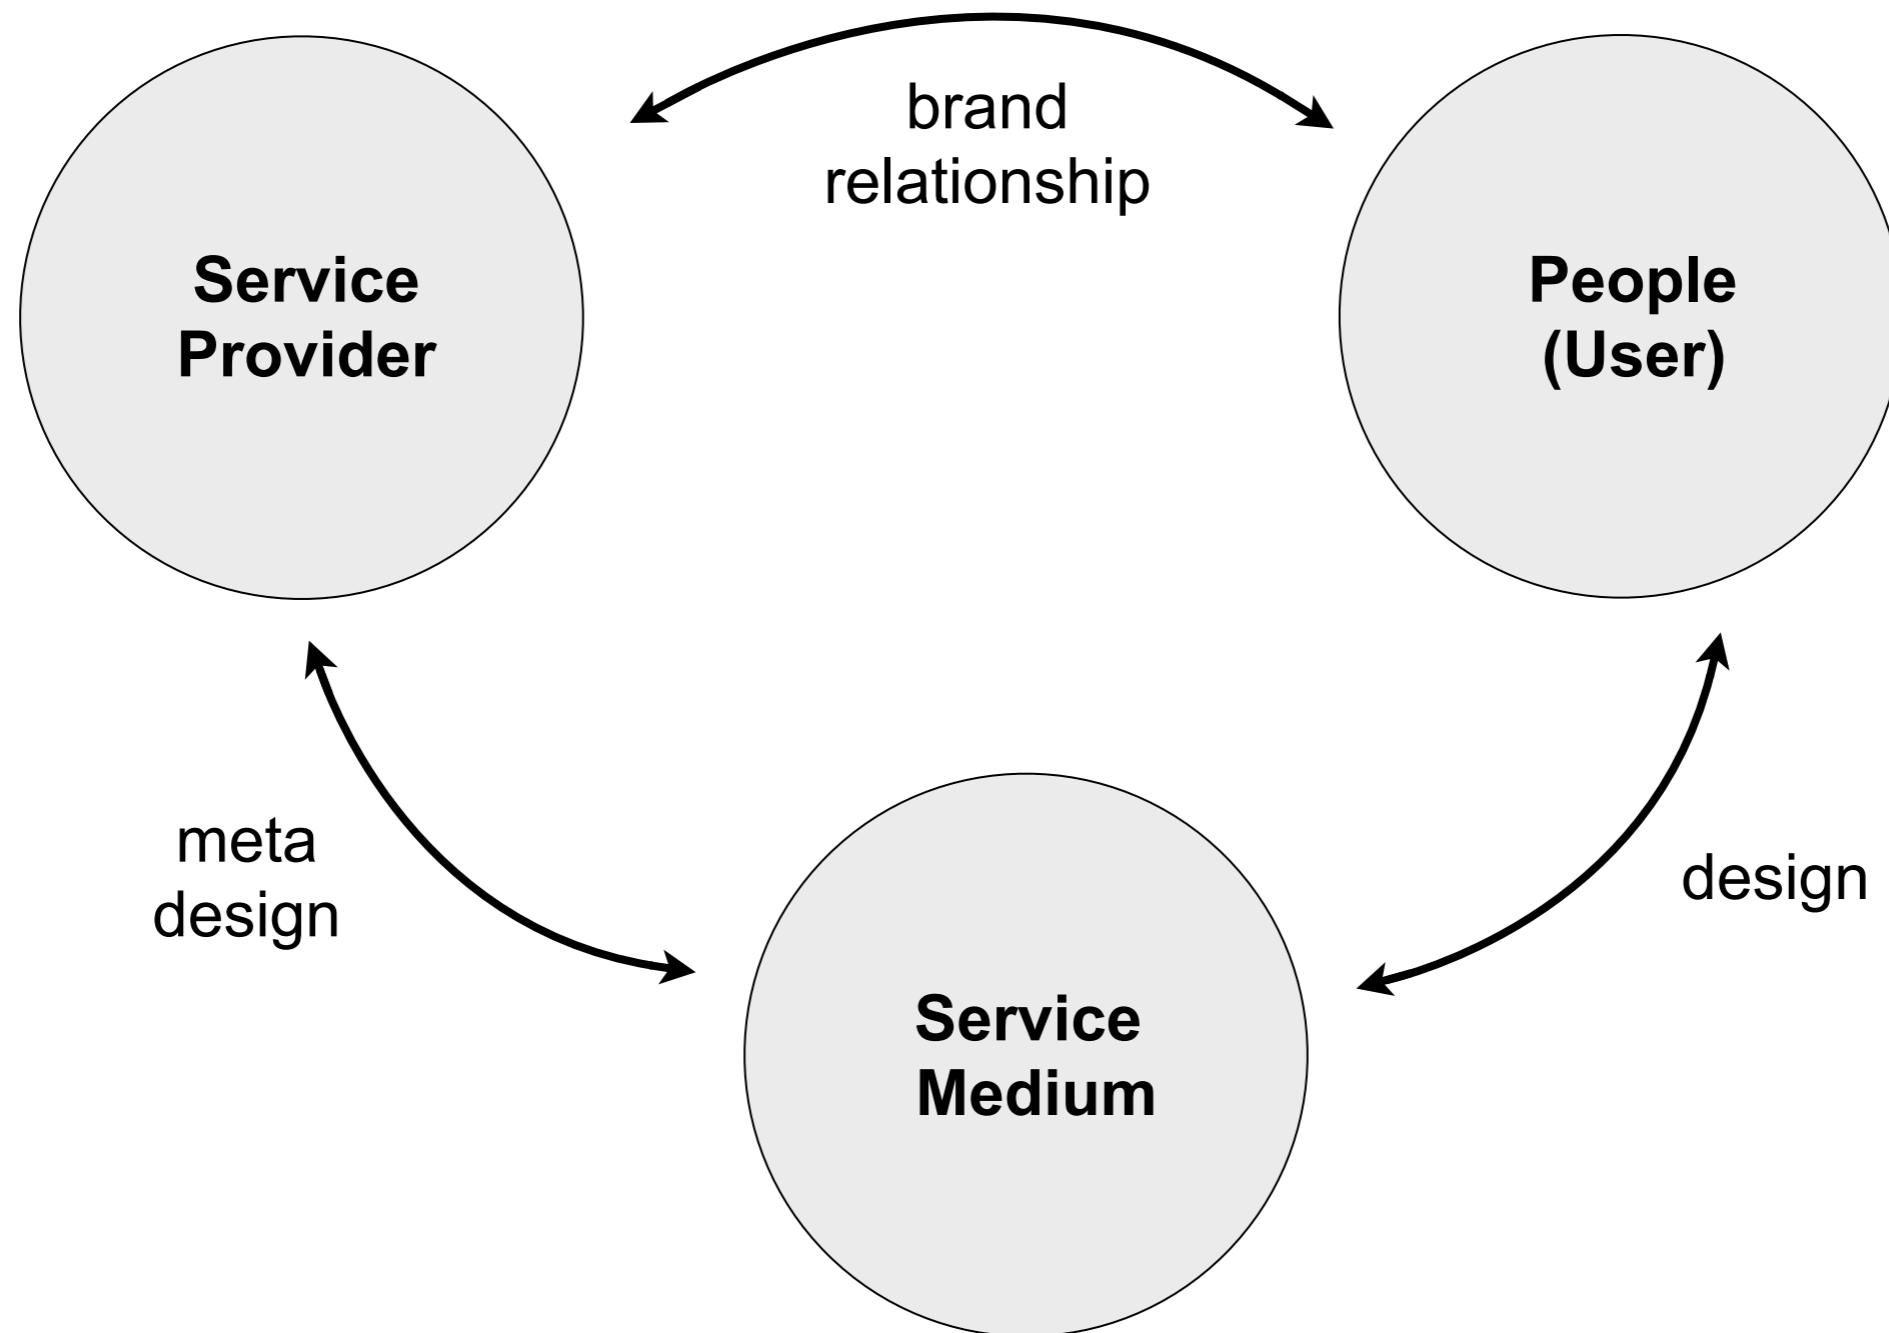 brand
relationship
Service
Provider
People
(User)
meta
design
design
Service
Medium